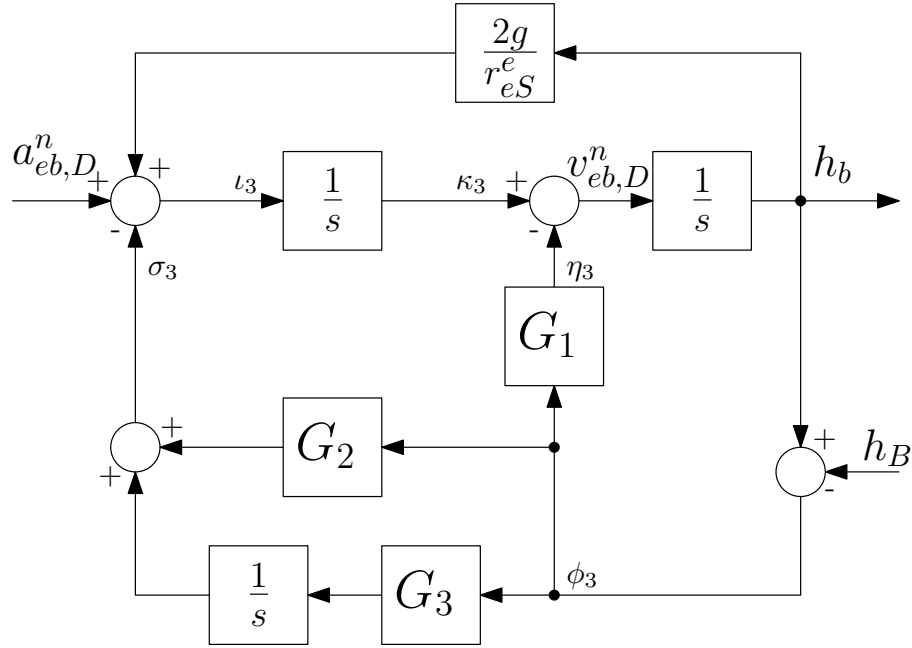 2g
r^e_{eS}
a^n_{eb,D}
+
+
-
ι₃
1
s
κ₃
+
-
v^n_{eb,D}
1
s
h_b
σ₃
η₃
G₁
+
+
G₂
+
-
h_B
1
s
G₃
φ₃